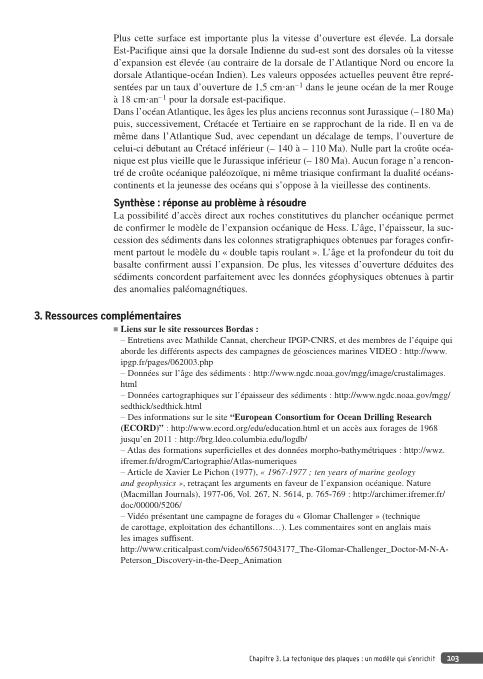 Plus cette surface est importante plus la vitesse d'ouverture est élevée. La dorsale
Est-Pacifique ainsi que la dorsale Indienne du sud-est sont des dorsales où la vitesse
d'expansion est élevée (au contraire de la dorsale de l'Atlantique Nord ou encore la
dorsale Atlantique-océan Indien). Les valeurs opposées actuelles peuvent être repré-
sentées par un taux d'ouverture de 1,5 cm·an⁻¹ dans le jeune océan de la mer Rouge
à 18 cm·an⁻¹ pour la dorsale est-pacifique.
Dans l'océan Atlantique, les âges les plus anciens reconnus sont Jurassique (– 180 Ma)
puis, successivement, Crétacée et Tertiaire en se rapprochant de la ride. Il en va de
même dans l'Atlantique Sud, avec cependant un décalage de temps, l'ouverture de
celui-ci débutant au Crétacé inférieur (– 140 à – 110 Ma). Nulle part la croûte océa-
nique est plus vieille que le Jurassique inférieur (– 180 Ma). Aucun forage n'a rencon-
tré de croûte océanique paléozoïque, ni même triasique confirmant la dualité océans-
continents et la jeunesse des océans qui s'oppose à la vieillesse des continents.
Synthèse : réponse au problème à résoudre
La possibilité d'accès direct aux roches constitutives du plancher océanique permet
de confirmer le modèle de l'expansion océanique de Hess. L'âge, l'épaisseur, la suc-
cession des sédiments dans les colonnes stratigraphiques obtenues par forages confir-
ment partout le modèle du « double tapis roulant ». L'âge et la profondeur du toit du
basalte confirment aussi l'expansion. De plus, les vitesses d'ouverture déduites des
sédiments concordent parfaitement avec les données géophysiques obtenues à partir
des anomalies paléomagnétiques.
3. Ressources complémentaires
■ Liens sur le site ressources Bordas :
– Entretiens avec Mathilde Cannat, chercheur IPGP-CNRS, et des membres de l'équipe qui
aborde les différents aspects des campagnes de géosciences marines VIDEO : http://www.
ipgp.fr/pages/062003.php
– Données sur l'âge des sédiments : http://www.ngdc.noaa.gov/mgg/image/crustalimages.
html
– Données cartographiques sur l'épaisseur des sédiments : http://www.ngdc.noaa.gov/mgg/
sedthick/sedthick.html
– Des informations sur le site “European Consortium for Ocean Drilling Research
(ECORD)” : http://www.ecord.org/edu/education.html et un accès aux forages de 1968
jusqu'en 2011 : http://brg.ldeo.columbia.edu/logdb/
– Atlas des formations superficielles et des données morpho-bathymétriques : http://wwz.
ifremer.fr/drogm/Cartographie/Atlas-numeriques
– Article de Xavier Le Pichon (1977), « 1967-1977 ; ten years of marine geology
and geophysics », retraçant les arguments en faveur de l'expansion océanique. Nature
(Macmillan Journals), 1977-06, Vol. 267, N. 5614, p. 765-769 : http://archimer.ifremer.fr/
doc/00000/5206/
– Vidéo présentant une campagne de forages du « Glomar Challenger » (technique
de carottage, exploitation des échantillons…). Les commentaires sont en anglais mais
les images suffisent.
http://www.criticalpast.com/video/65675043177_The-Glomar-Challenger_Doctor-M-N-A-
Peterson_Discovery-in-the-Deep_Animation
Chapitre 3. La tectonique des plaques : un modèle qui s'enrichit 103